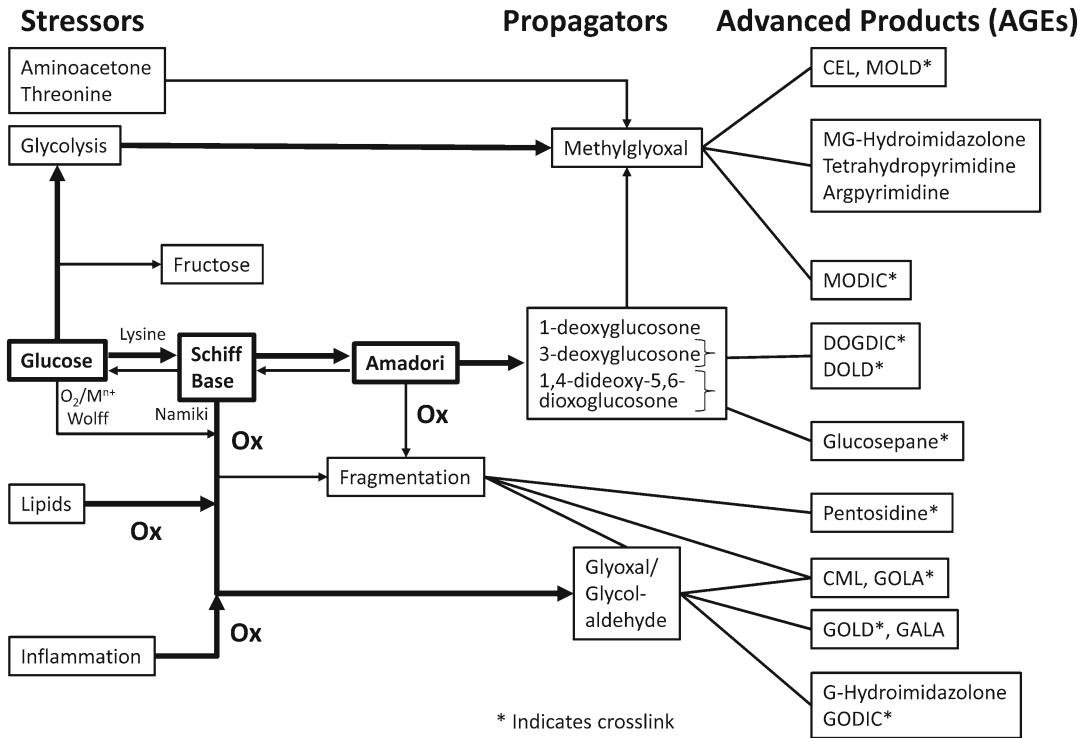 Stressors
Propagators
Advanced Products (AGEs)
Aminoacetone
Threonine
CEL, MOLD*
Glycolysis
Methylglyoxal
MG-Hydroimidazolone
Tetrahydropyrimidine
Argpyrimidine
Fructose
MODIC*
Glucose
Lysine
Schiff
Base
Amadori
1-deoxyglucosone
3-deoxyglucosone
1,4-dideoxy-5,6-
dioxoglucosone
DOGDIC*
DOLD*
O2/Mn+
Wolff
Namiki
Ox
Ox
Glucosepane*
Fragmentation
Lipids
Ox
Pentosidine*
Glyoxal/
Glycol-
aldehyde
CML, GOLA*
GOLD*, GALA
Inflammation
Ox
G-Hydroimidazolone
GODIC*
* Indicates crosslink